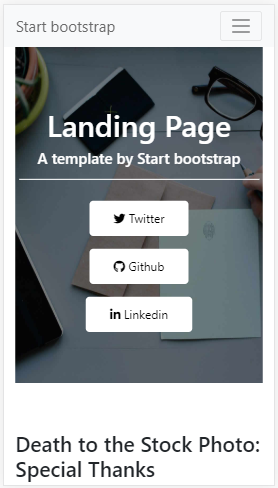 Start bootstrap
Landing Page
A template by Start bootstrap
Twitter
Github
Linkedin
Death to the Stock Photo:
Special Thanks